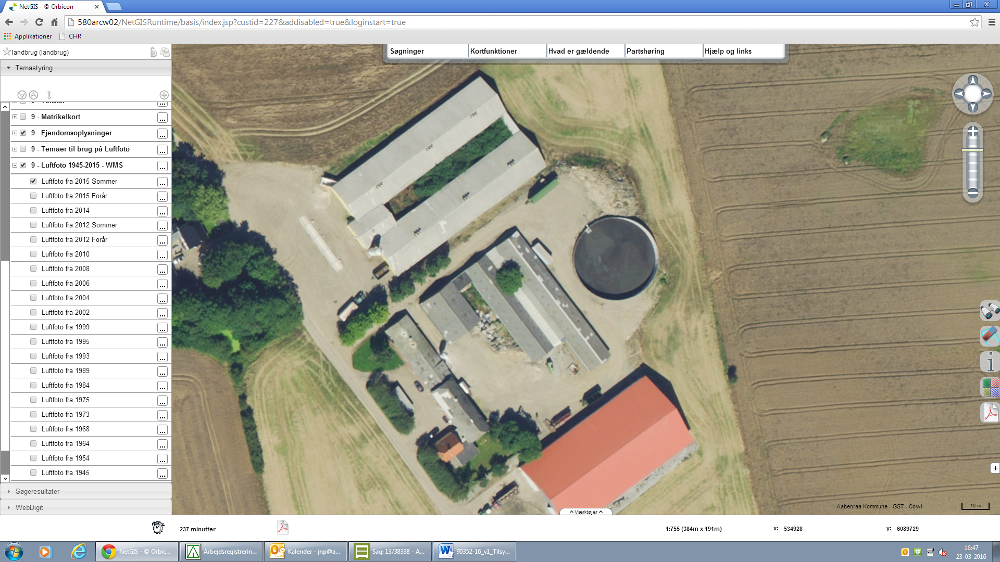 NetGIS - © Orbicon
580arcw02/NetGISRuntime/basis/index.jsp?custid=227&addisabled=true&loginstart=true
Applikationer
CHR
landbrug (landbrug)
Søgninger
Kortfunktioner
Hvad er gældende
Partshøring
Hjælp og links
Temastyring
9 - Matrikelkort
9 - Ejendomsoplysninger
9 - Temaer til brug på Luftfoto
9 - Luftfoto 1945-2015 - WMS
Luftfoto fra 2015 Sommer
Luftfoto fra 2015 Forår
Luftfoto fra 2014
Luftfoto fra 2012 Sommer
Luftfoto fra 2012 Forår
Luftfoto fra 2010
Luftfoto fra 2008
Luftfoto fra 2006
Luftfoto fra 2004
Luftfoto fra 2002
Luftfoto fra 1999
Luftfoto fra 1995
Luftfoto fra 1993
Luftfoto fra 1989
Luftfoto fra 1984
Luftfoto fra 1975
Luftfoto fra 1973
Luftfoto fra 1968
Luftfoto fra 1964
Luftfoto fra 1954
Luftfoto fra 1945
Søgeresultater
WebDigit
Aabenraa Kommune - GST - Cowi
10 m
Værktøjer
237 minutter
1:755 (384m x 191m)
x: 534928
y: 6089729
NetGIS - © Orbic...
Arbejdsregistrerin...
Kalender - jnp@a...
Sag: 13/38338 - A...
90352-16_v1_Tilsy...
16:47
23-03-2016